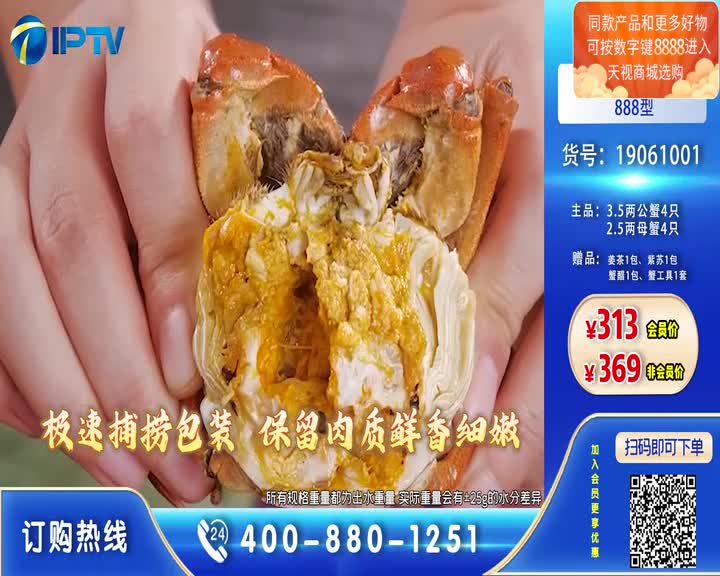 IPTV
同款产品和更多好物
可按数字键8888进入
天视商城选购
888型
货号：19061001
主品：3.5两公蟹4只
2.5两母蟹4只
赠品：姜茶1包、紫苏1包
蟹醋1包、蟹工具1套
¥313 会员价
¥369 非会员价
极速捕捞包装 保留肉质鲜香细嫩
所有规格重量都为出水重量 实际重量会有±25g的水分差异
加入会员更享优惠
扫码即可下单
订购热线
24
400-880-1251